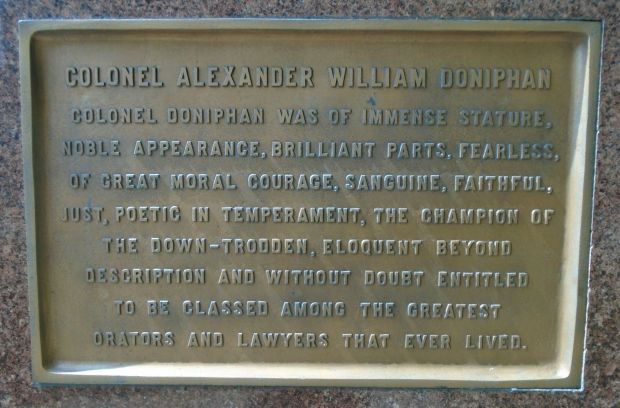 COLONEL ALEXANDER WILLIAM DONIPHAN
COLONEL DONIPHAN WAS OF IMMENSE STATURE,
NOBLE APPEARANCE, BRILLIANT PARTS, FEARLESS,
OF GREAT MORAL COURAGE, SANGUINE, FAITHFUL,
JUST, POETIC IN TEMPERAMENT, THE CHAMPION OF
THE DOWN-TRODDEN, ELOQUENT BEYOND
DESCRIPTION AND WITHOUT DOUBT ENTITLED
TO BE CLASSED AMONG THE GREATEST
ORATORS AND LAWYERS THAT EVER LIVED.